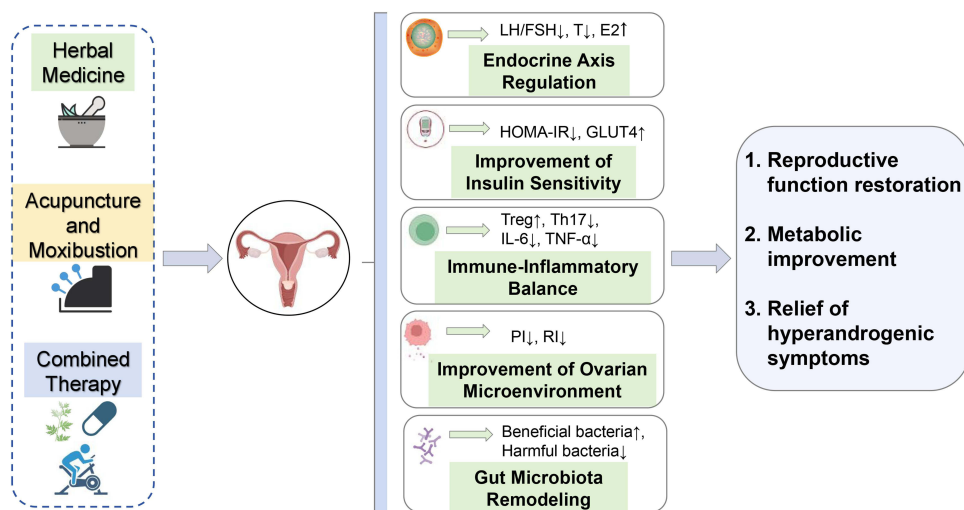 Herbal
Medicine
Acupuncture
and
Moxibustion
Combined
Therapy
LH/FSH↓, T↓, E2↑
Endocrine Axis
Regulation
HOMA-IR↓, GLUT4↑
Improvement of
Insulin Sensitivity
Treg↑, Th17↓,
IL-6↓, TNF-α↓
Immune-Inflammatory
Balance
PI↓, RI↓
Improvement of Ovarian
Microenvironment
Beneficial bacteria↑,
Harmful bacteria↓
Gut Microbiota
Remodeling
1. Reproductive
function restoration
2. Metabolic
improvement
3. Relief of
hyperandrogenic
symptoms